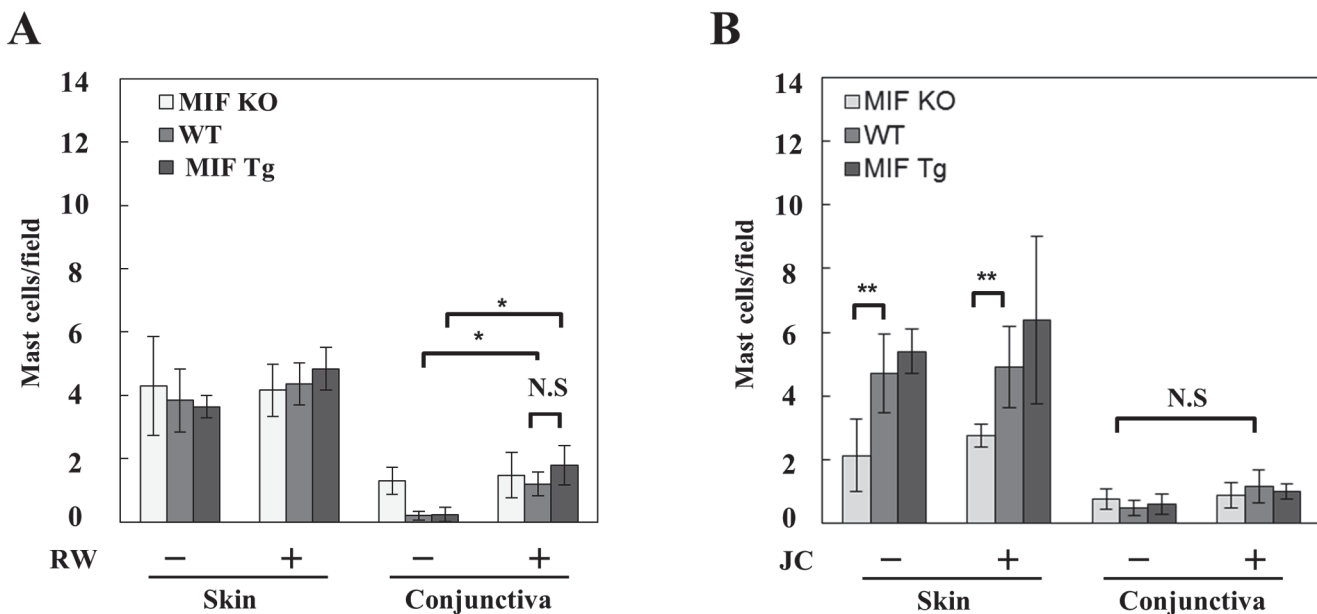 A
14
12
10
8
6
4
2
0
Mast cells/field
MIF KO
WT
MIF Tg
*
*
N.S
RW − + − +
Skin Conjunctiva
B
14
12
10
8
6
4
2
0
Mast cells/field
MIF KO
WT
MIF Tg
**
**
N.S
JC − + − +
Skin Conjunctiva